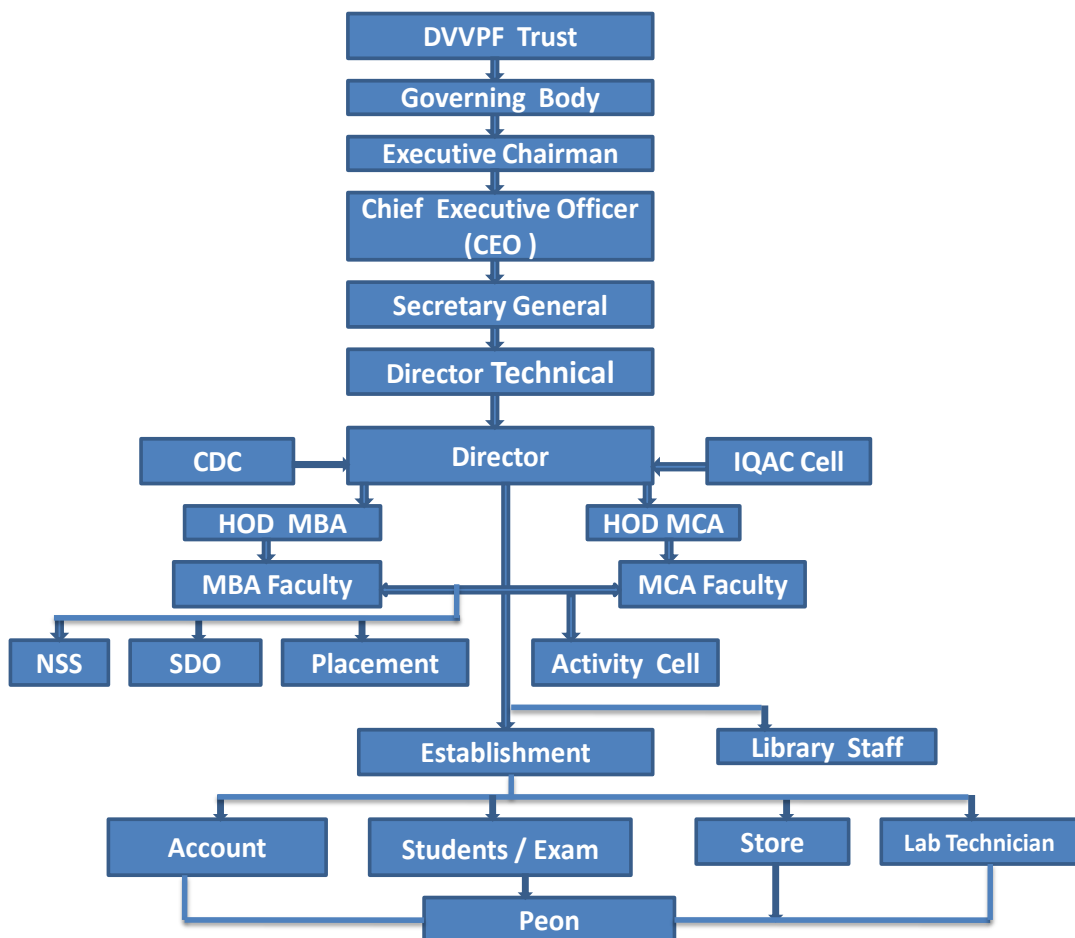 DVVPF Trust
Governing Body
Executive Chairman
Chief Executive Officer
(CEO )
Secretary General
Director Technical
CDC
Director
IQAC Cell
HOD MBA
HOD MCA
MBA Faculty
MCA Faculty
NSS
SDO
Placement
Activity Cell
Establishment
Library Staff
Account
Students / Exam
Store
Lab Technician
Peon